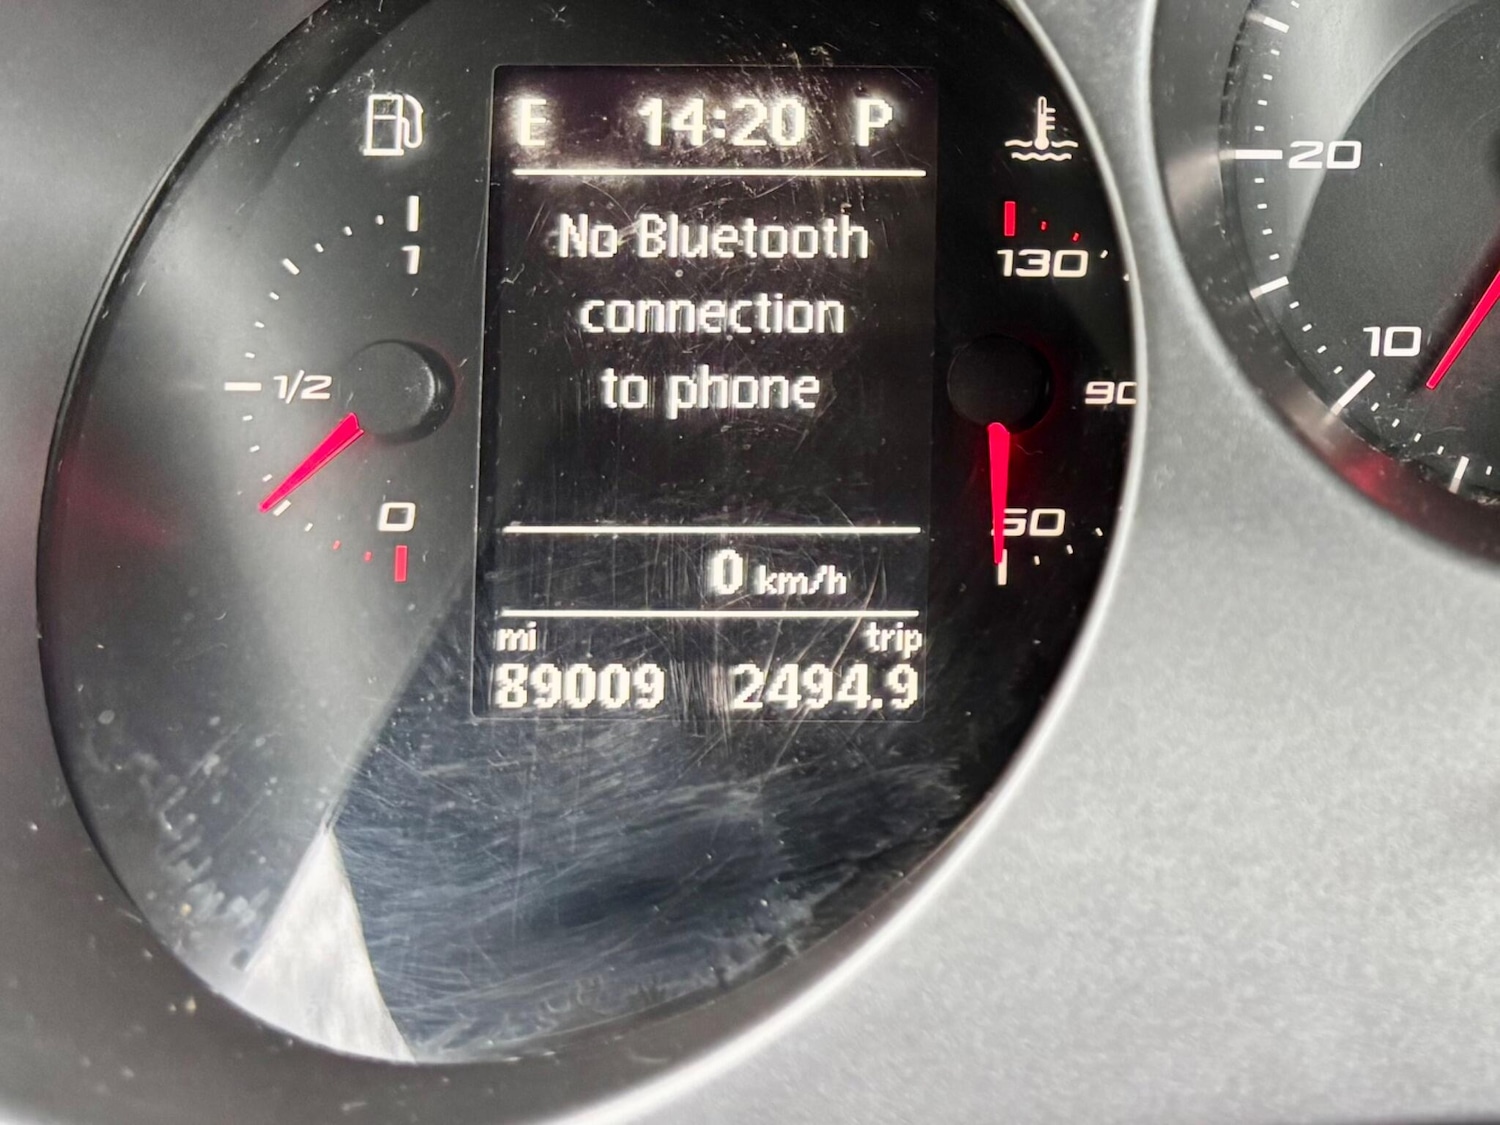 E 14:20 P
No Bluetooth
connection
to phone
0 km/h
mi trip
89009 2494.9
1
1/2
0
130
90
50
20
10